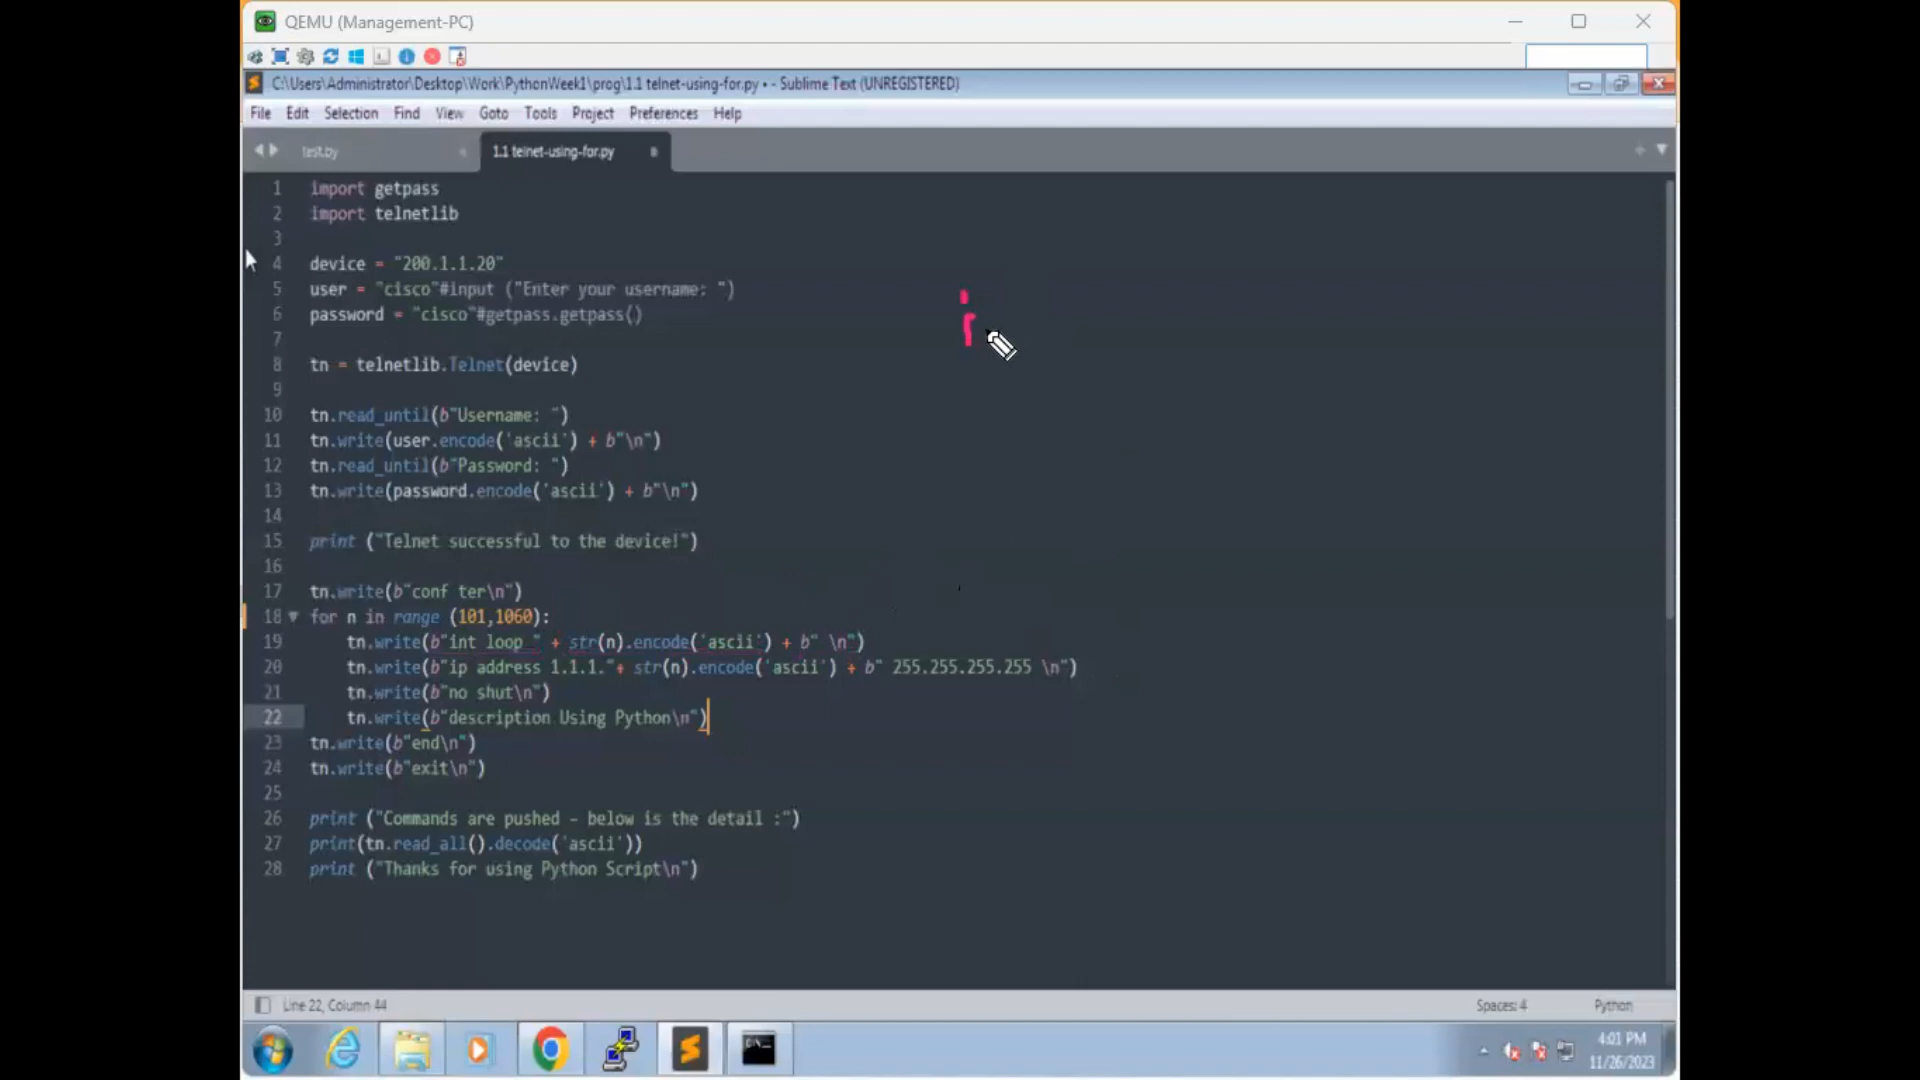 QEMU (Management-PC)
C:\Users\Administrator\Desktop\Work\PythonWeek1\prog\1.1 telnet-using-for.py • - Sublime Text (UNREGISTERED)
File Edit Selection Find View Goto Tools Project Preferences Help
test.py 1.1 telnet-using-for.py
1 import getpass
2 import telnetlib
3
4 device = "200.1.1.20"
5 user = "cisco"#input ("Enter your username: ")
6 password = "cisco"#getpass.getpass()
7
8 tn = telnetlib.Telnet(device)
9
10 tn.read_until(b"Username: ")
11 tn.write(user.encode('ascii') + b"\n")
12 tn.read_until(b"Password: ")
13 tn.write(password.encode('ascii') + b"\n")
14
15 print ("Telnet successful to the device!")
16
17 tn.write(b"conf ter\n")
18 for n in range (101,1060):
19 tn.write(b"int loop " + str(n).encode('ascii') + b" \n")
20 tn.write(b"ip address 1.1.1."+ str(n).encode('ascii') + b" 255.255.255.255 \n")
21 tn.write(b"no shut\n")
22 tn.write(b"description Using Python\n")
23 tn.write(b"end\n")
24 tn.write(b"exit\n")
25
26 print ("Commands are pushed - below is the detail :")
27 print(tn.read_all().decode('ascii'))
28 print ("Thanks for using Python Script\n")
Line 22, Column 44 Spaces: 4 Python
4:01 PM
11/26/2023